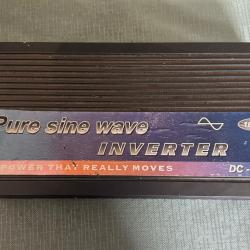 Pure sine wave
INVERTER
POWER THAT REALLY MOVES
DC-